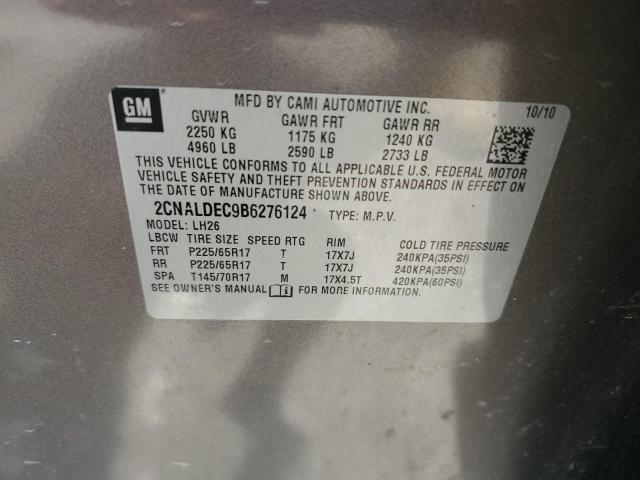 GM
MFD BY CAMI AUTOMOTIVE INC. 10/10
GVWR GAWR FRT GAWR RR
2250 KG 1175 KG 1240 KG
4960 LB 2590 LB 2733 LB
THIS VEHICLE CONFORMS TO ALL APPLICABLE U.S. FEDERAL MOTOR
VEHICLE SAFETY AND THEFT PREVENTION STANDARDS IN EFFECT ON THE
DATE OF MANUFACTURE SHOWN ABOVE.
2CNALDEC9B6276124 TYPE: M.P.V.
MODEL: LH26
LBCW TIRE SIZE SPEED RTG RIM COLD TIRE PRESSURE
FRT P225/65R17 T 17X7J 240KPA(35PSI)
RR P225/65R17 T 17X7J 240KPA(35PSI)
SPA T145/70R17 M 17X4.5T 420KPA(60PSI)
SEE OWNER'S MANUAL FOR MORE INFORMATION.